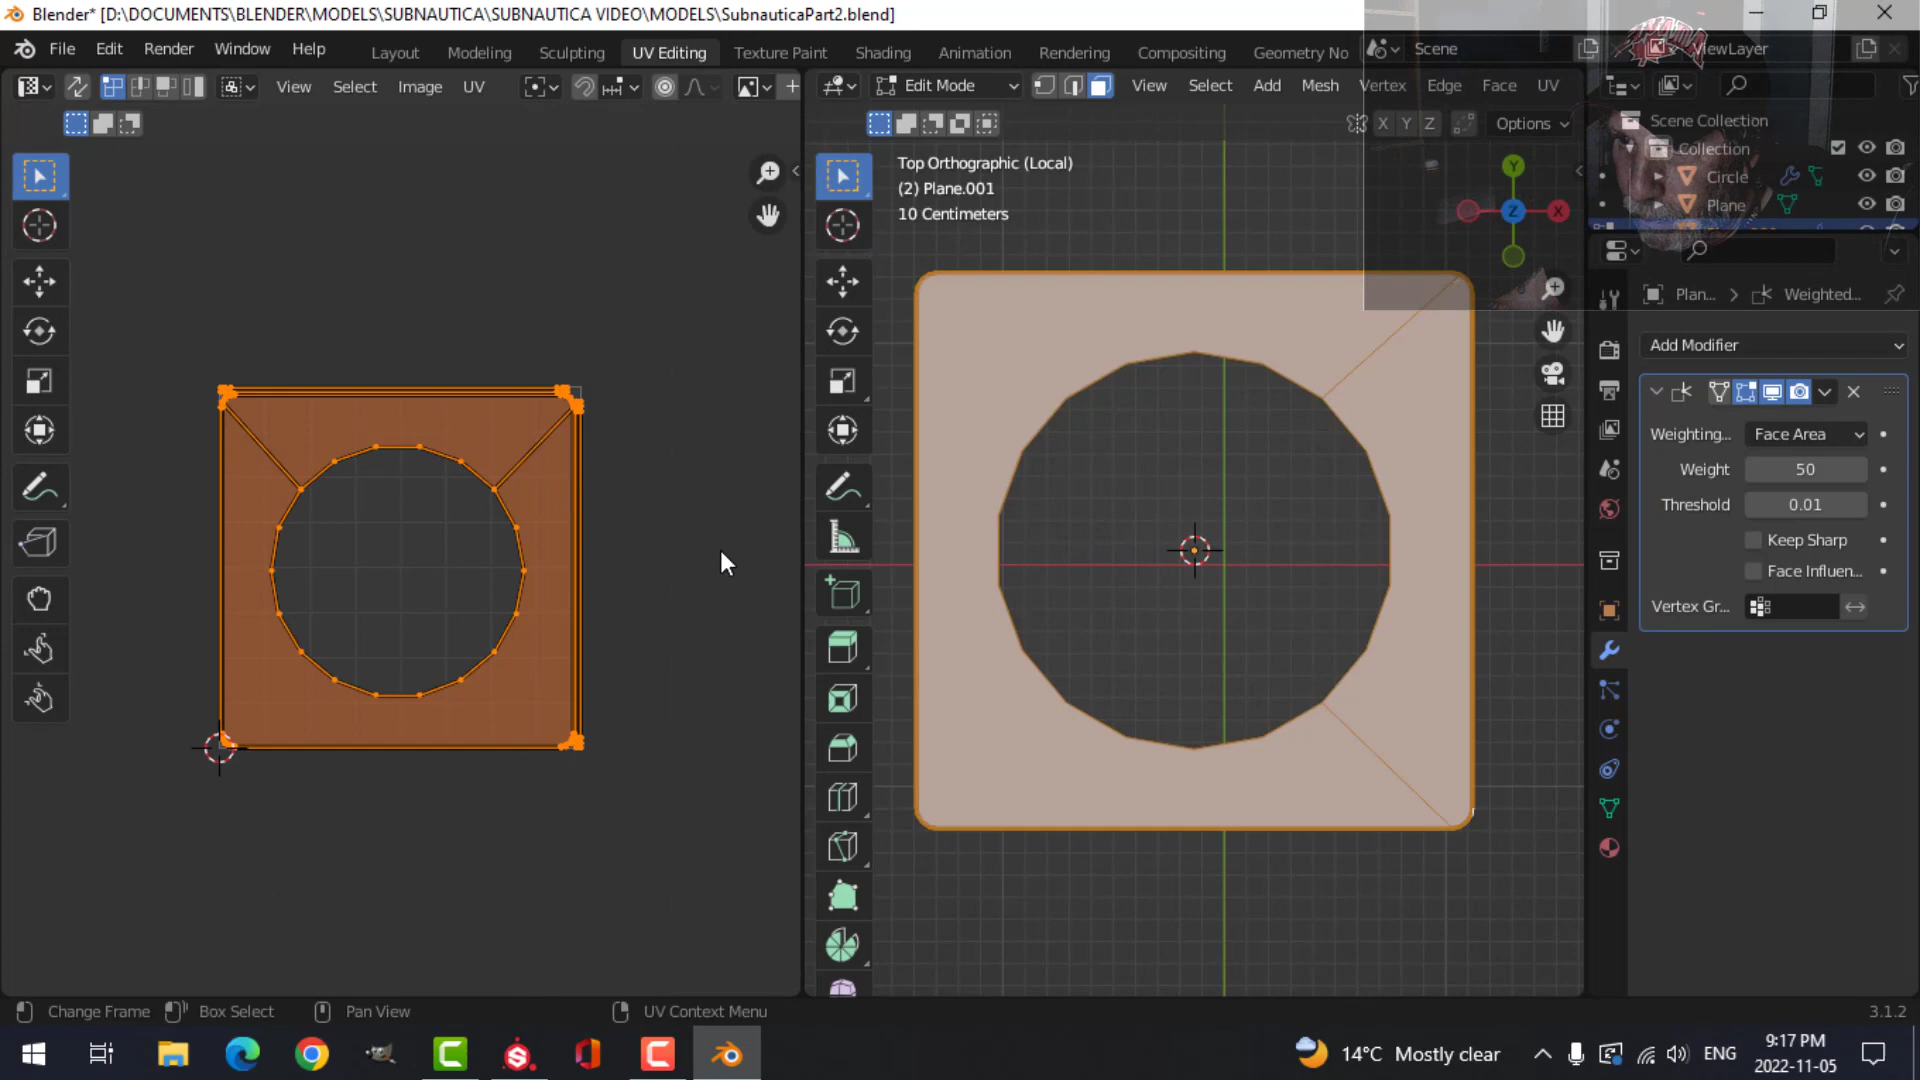 Blender* [D:\DOCUMENTS\BLENDER\MODELS\SUBNAUTICA\SUBNAUTICA VIDEO\MODELS\SubnauticaPart2.blend]
File Edit Render Window Help Layout Modeling Sculpting UV Editing Texture Paint Shading Animation Rendering Compositing Geometry No Scene ViewLayer
View Select Image UV Edit Mode View Select Add Mesh Vertex Edge Face UV
X Y Z Options
Scene Collection
Collection
Circle
Plane
Top Orthographic (Local)
(2) Plane.001
10 Centimeters
Y
Z
X
Plan... Weighted...
Add Modifier
Weighting... Face Area
Weight 50
Threshold 0.01
Keep Sharp
Face Influen...
Vertex Gr...
Change Frame Box Select Pan View UV Context Menu 3.1.2
14°C Mostly clear ENG 9:17 PM
2022-11-05